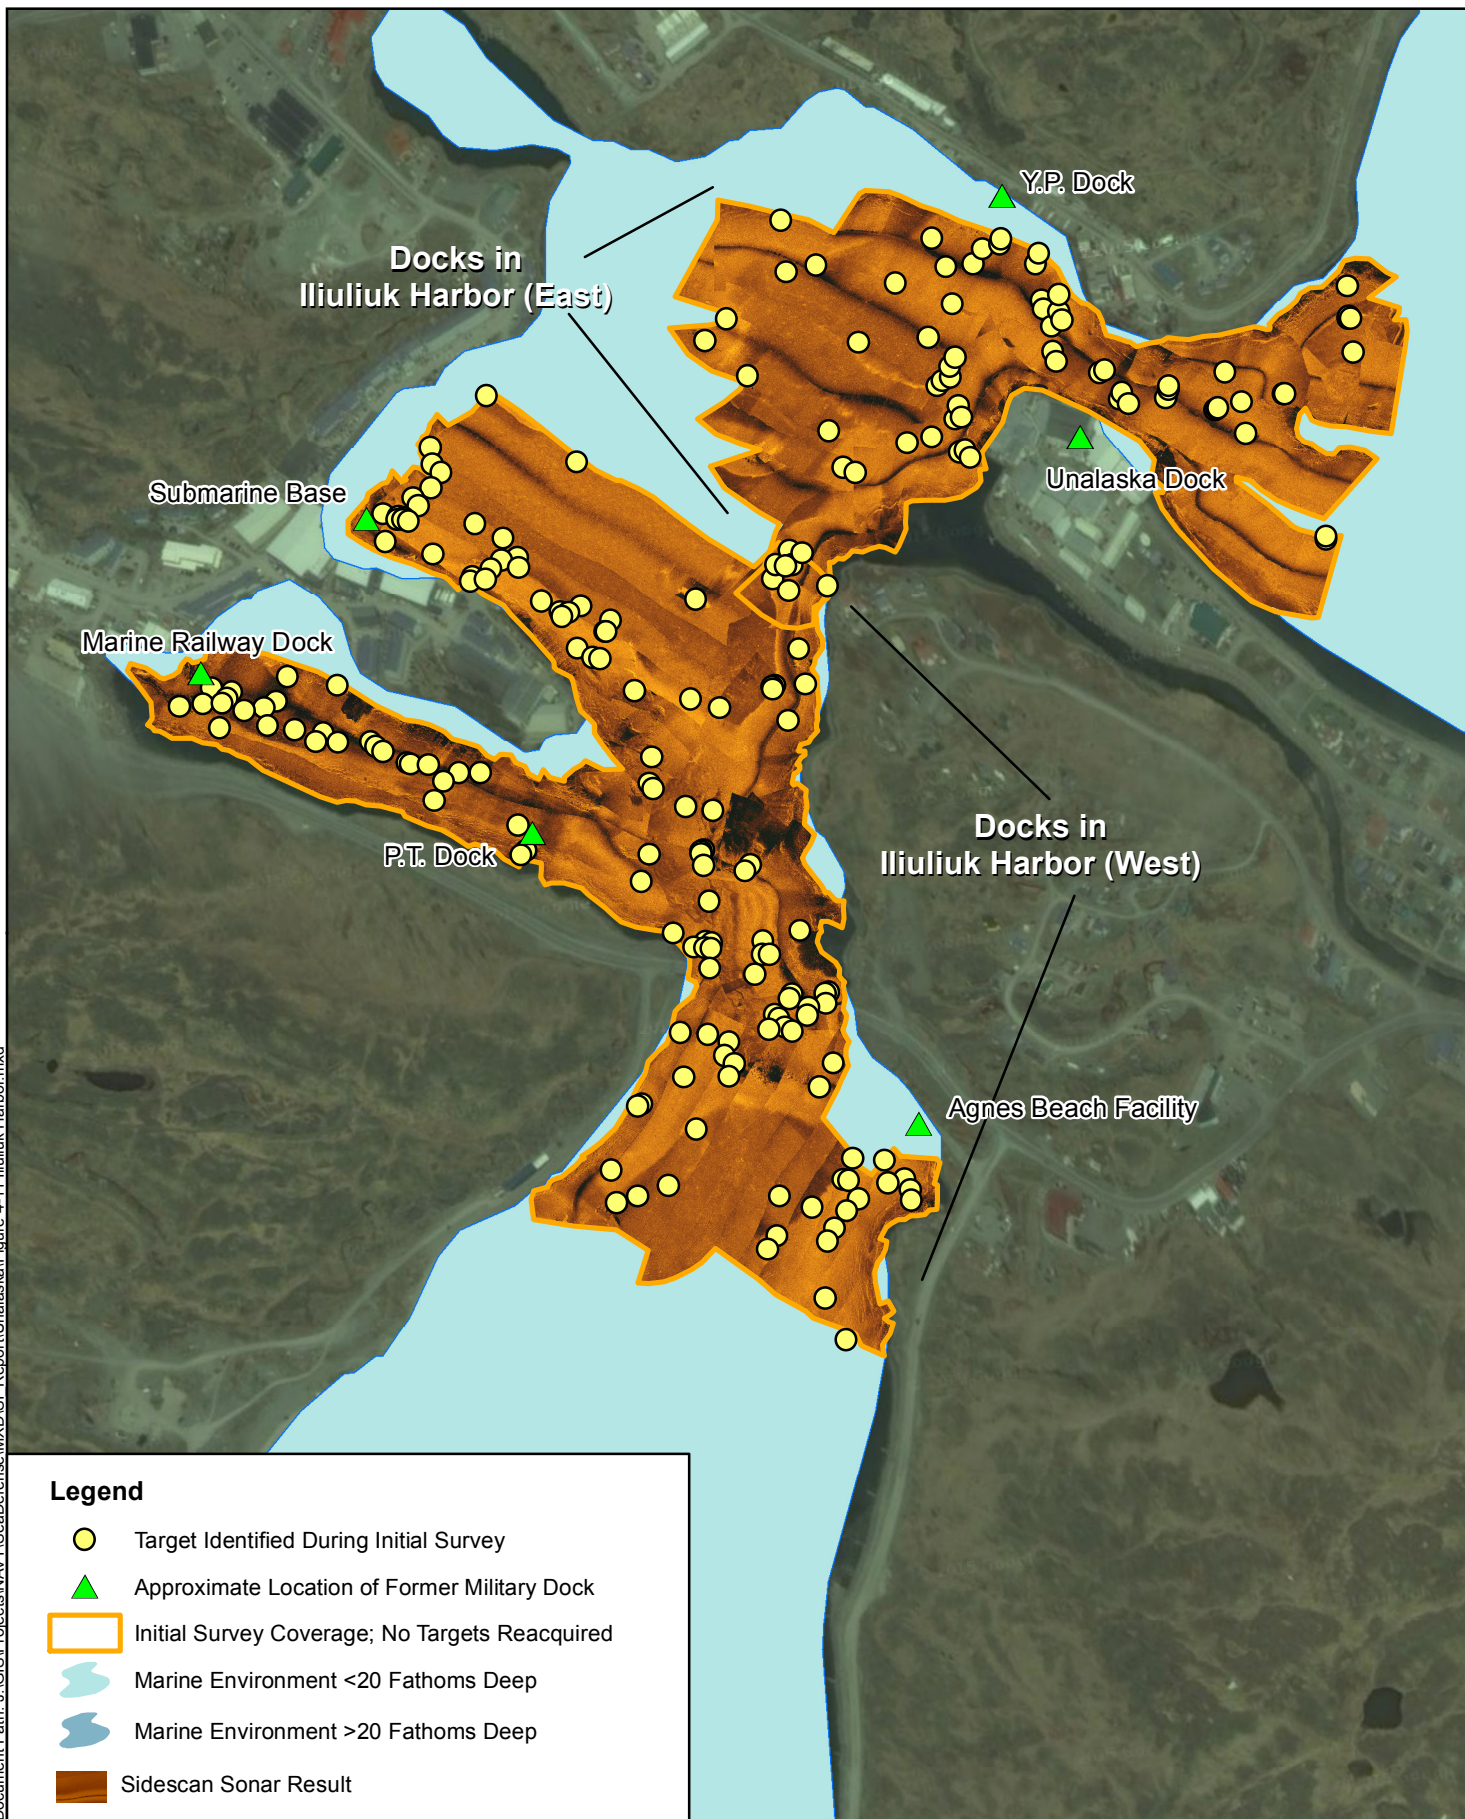 Y.P. Dock
Docks in
Iliuliuk Harbor (East)
Unalaska Dock
Submarine Base
Marine Railway Dock
P.T. Dock
Docks in
Iliuliuk Harbor (West)
Agnes Beach Facility
Legend
Target Identified During Initial Survey
Approximate Location of Former Military Dock
Initial Survey Coverage; No Targets Reacquired
Marine Environment <20 Fathoms Deep
Marine Environment >20 Fathoms Deep
Sidescan Sonar Result